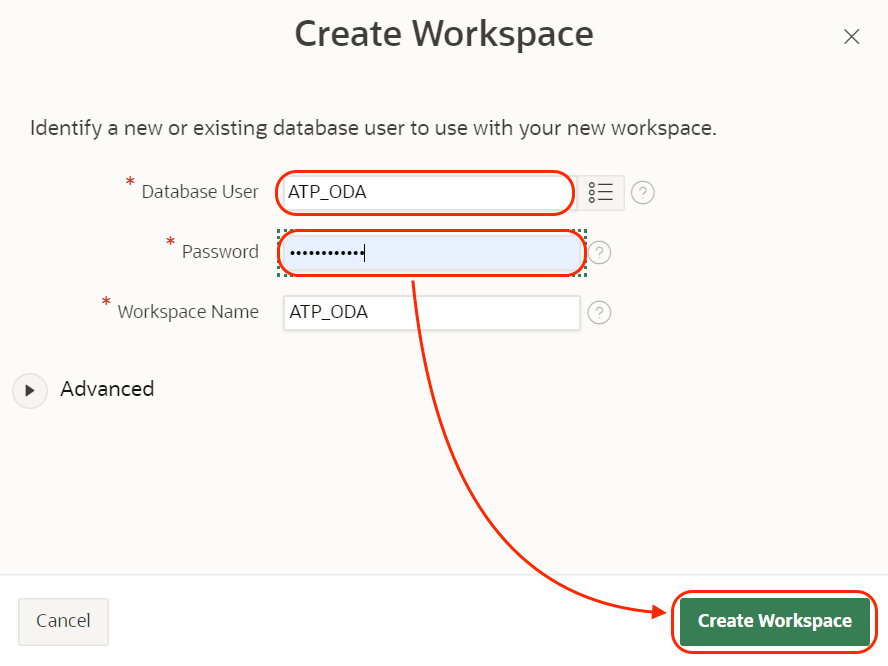 Create Workspace
Identify a new or existing database user to use with your new workspace.
* Database User ATP_ODA ?
* Password •••••••••••• ?
* Workspace Name ATP_ODA ?
Advanced
Cancel Create Workspace